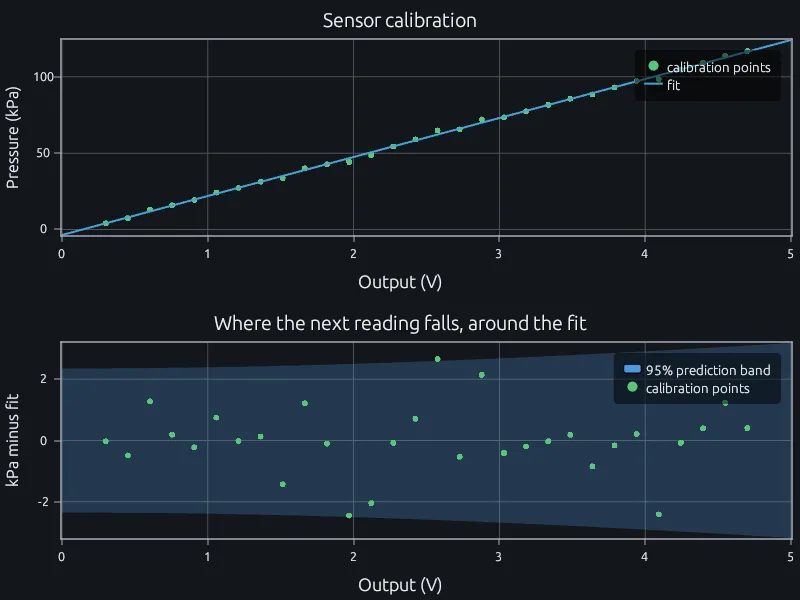 Sensor calibration
Pressure (kPa)
100
50
0
calibration points
fit
0 1 2 3 4 5
Output (V)
Where the next reading falls, around the fit
kPa minus fit
2
0
-2
95% prediction band
calibration points
0 1 2 3 4 5
Output (V)